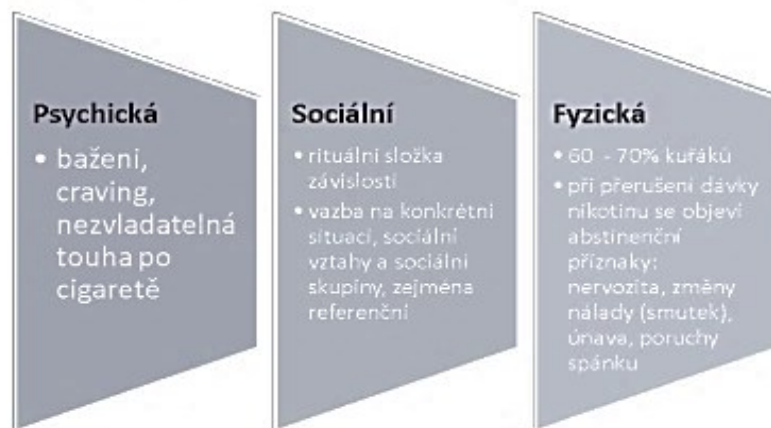 Psychická
• bažení,
craving,
nezvladatelná
touha po
cigaretě
Sociální
• rituální složka
závislosti
• vazba na konkrétní
situaci, sociální
vztahy a sociální
skupiny, zejména
referenční
Fyzická
• 60 - 70% kuřáků
• při přerušení dávky
nikotinu se objeví
abstinenční
příznaky:
nervozita, změny
nálady (smutek),
únava, poruchy
spánku